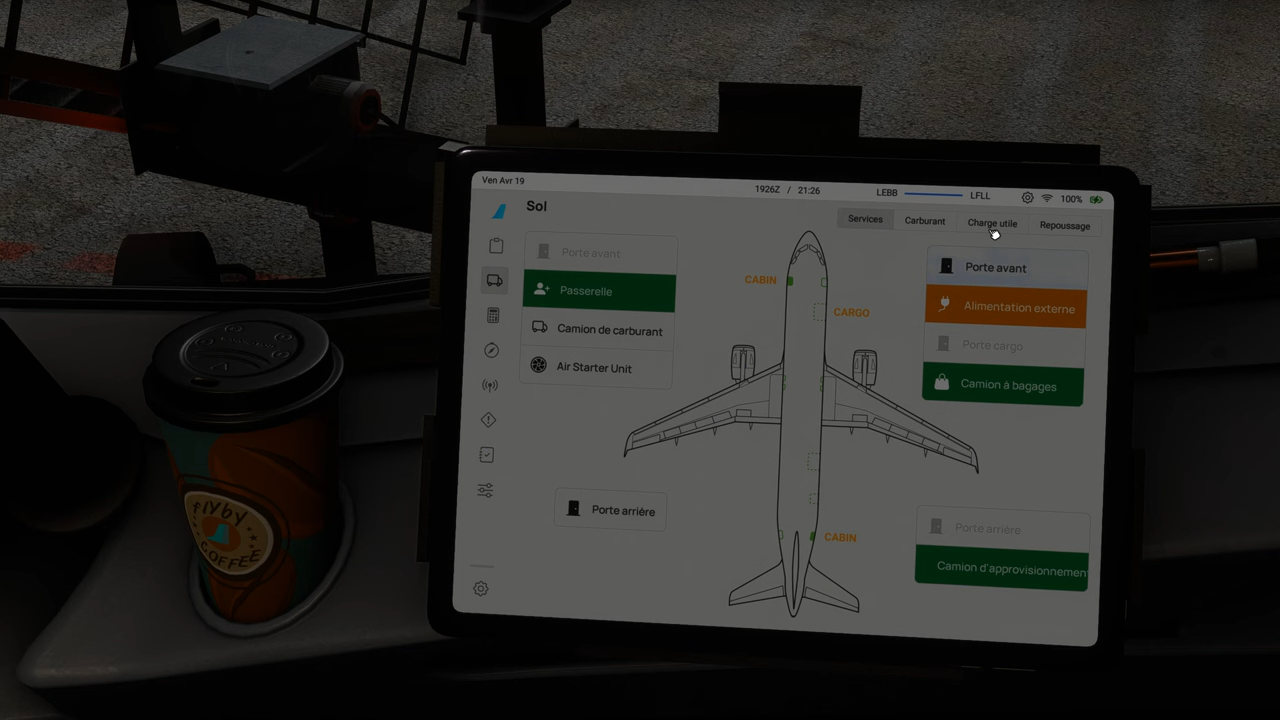 Ven Avr 19
1926Z / 21:26
LEBB
LFLL
100%
Sol
Services
Carburant
Charge utile
Repoussage
Porte avant
Passerelle
Camion de carburant
Air Starter Unit
CABIN
CARGO
Porte avant
Alimentation externe
Porte cargo
Camion à bagages
Porte arrière
CABIN
Porte arrière
Camion d'approvisionnemen
flyby
COFFEE